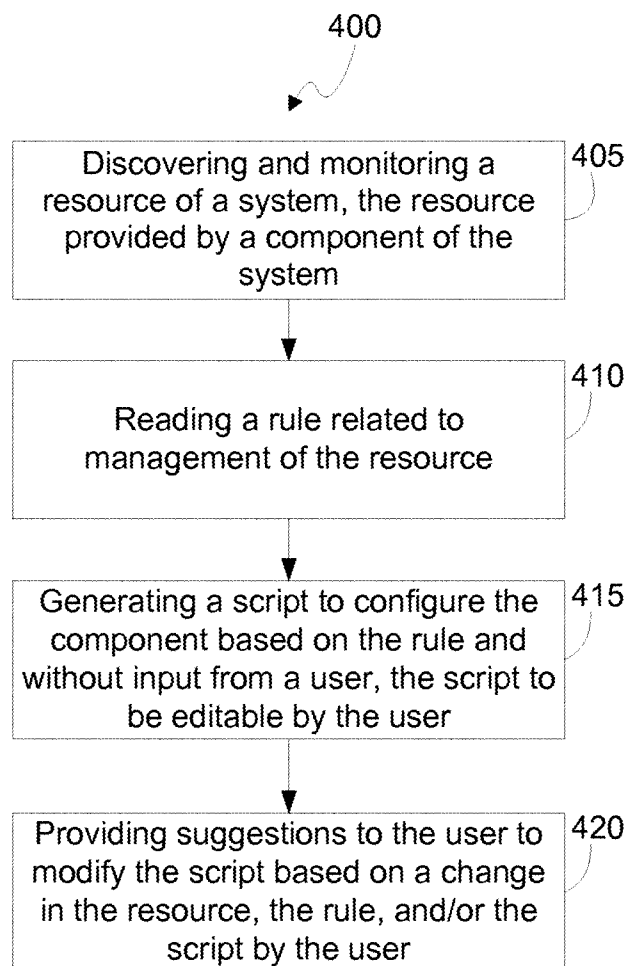 400
Discovering and monitoring a
resource of a system, the resource
provided by a component of the
system
405
Reading a rule related to
management of the resource
410
Generating a script to configure the
component based on the rule and
without input from a user, the script to
be editable by the user
415
Providing suggestions to the user to
modify the script based on a change
in the resource, the rule, and/or the
script by the user
420